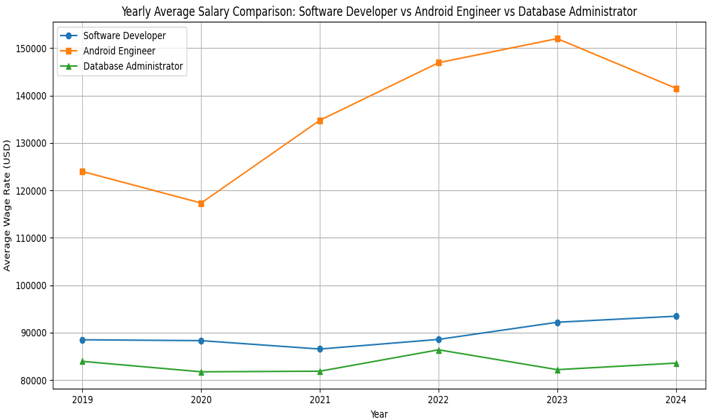 Yearly Average Salary Comparison: Software Developer vs Android Engineer vs Database Administrator
Software Developer
Android Engineer
Database Administrator
Average Wage Rate (USD)
150000
140000
130000
120000
110000
100000
90000
80000
2019 2020 2021 2022 2023 2024
Year